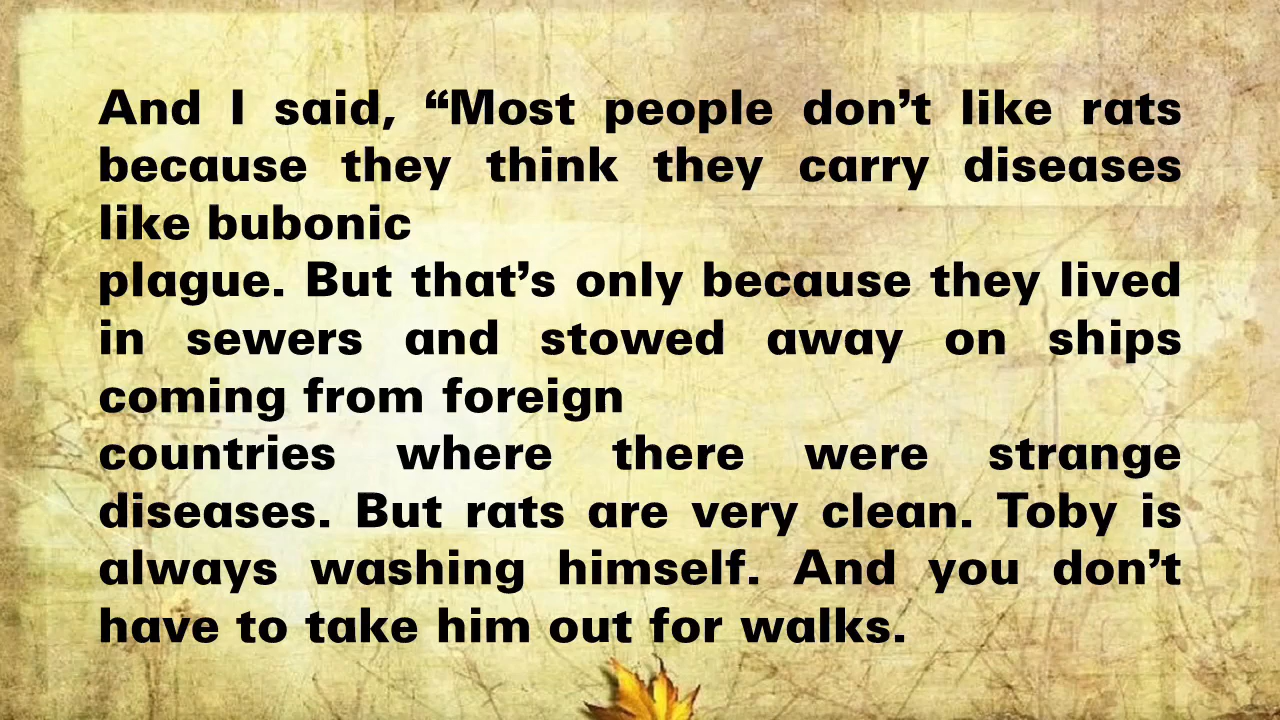 And I said, “Most people don’t like rats
because they think they carry diseases
like bubonic
plague. But that’s only because they lived
in sewers and stowed away on ships
coming from foreign
countries where there were strange
diseases. But rats are very clean. Toby is
always washing himself. And you don’t
have to take him out for walks.